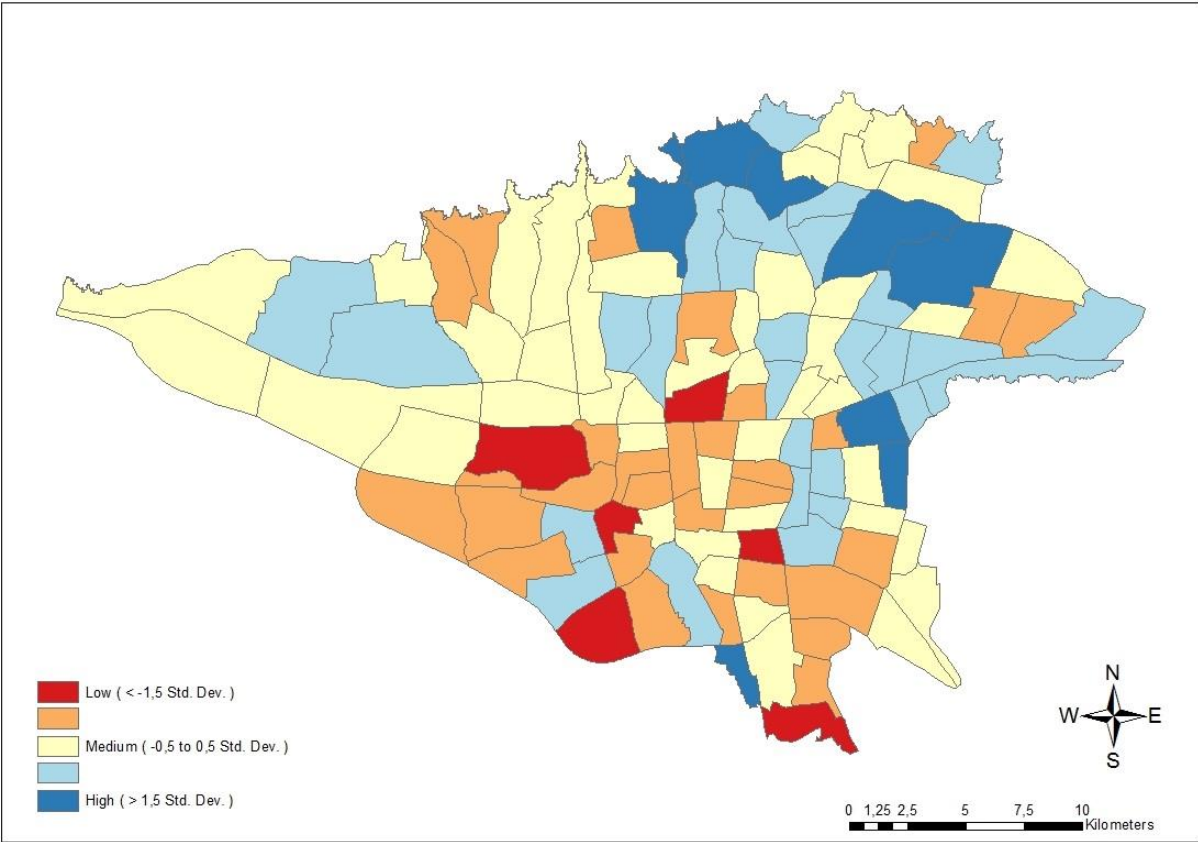 Low ( < -1,5 Std. Dev. )
Medium ( -0,5 to 0,5 Std. Dev. )
High ( > 1,5 Std. Dev. )
N
W E
S
0 1,25 2,5 5 7,5 10
Kilometers